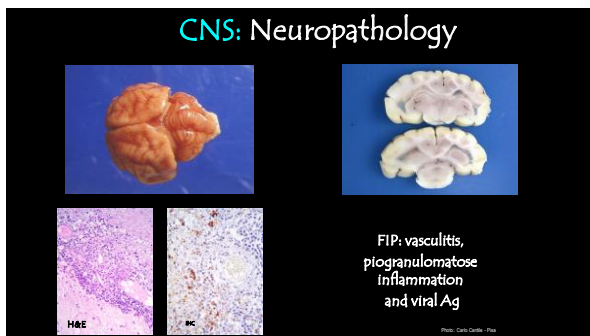 CNS: Neuropathology
FIP: vasculitis,
piogranulomatose
inflammation
and viral Ag
H&E
IHC
Photo: Carlo Cantile - Pisa